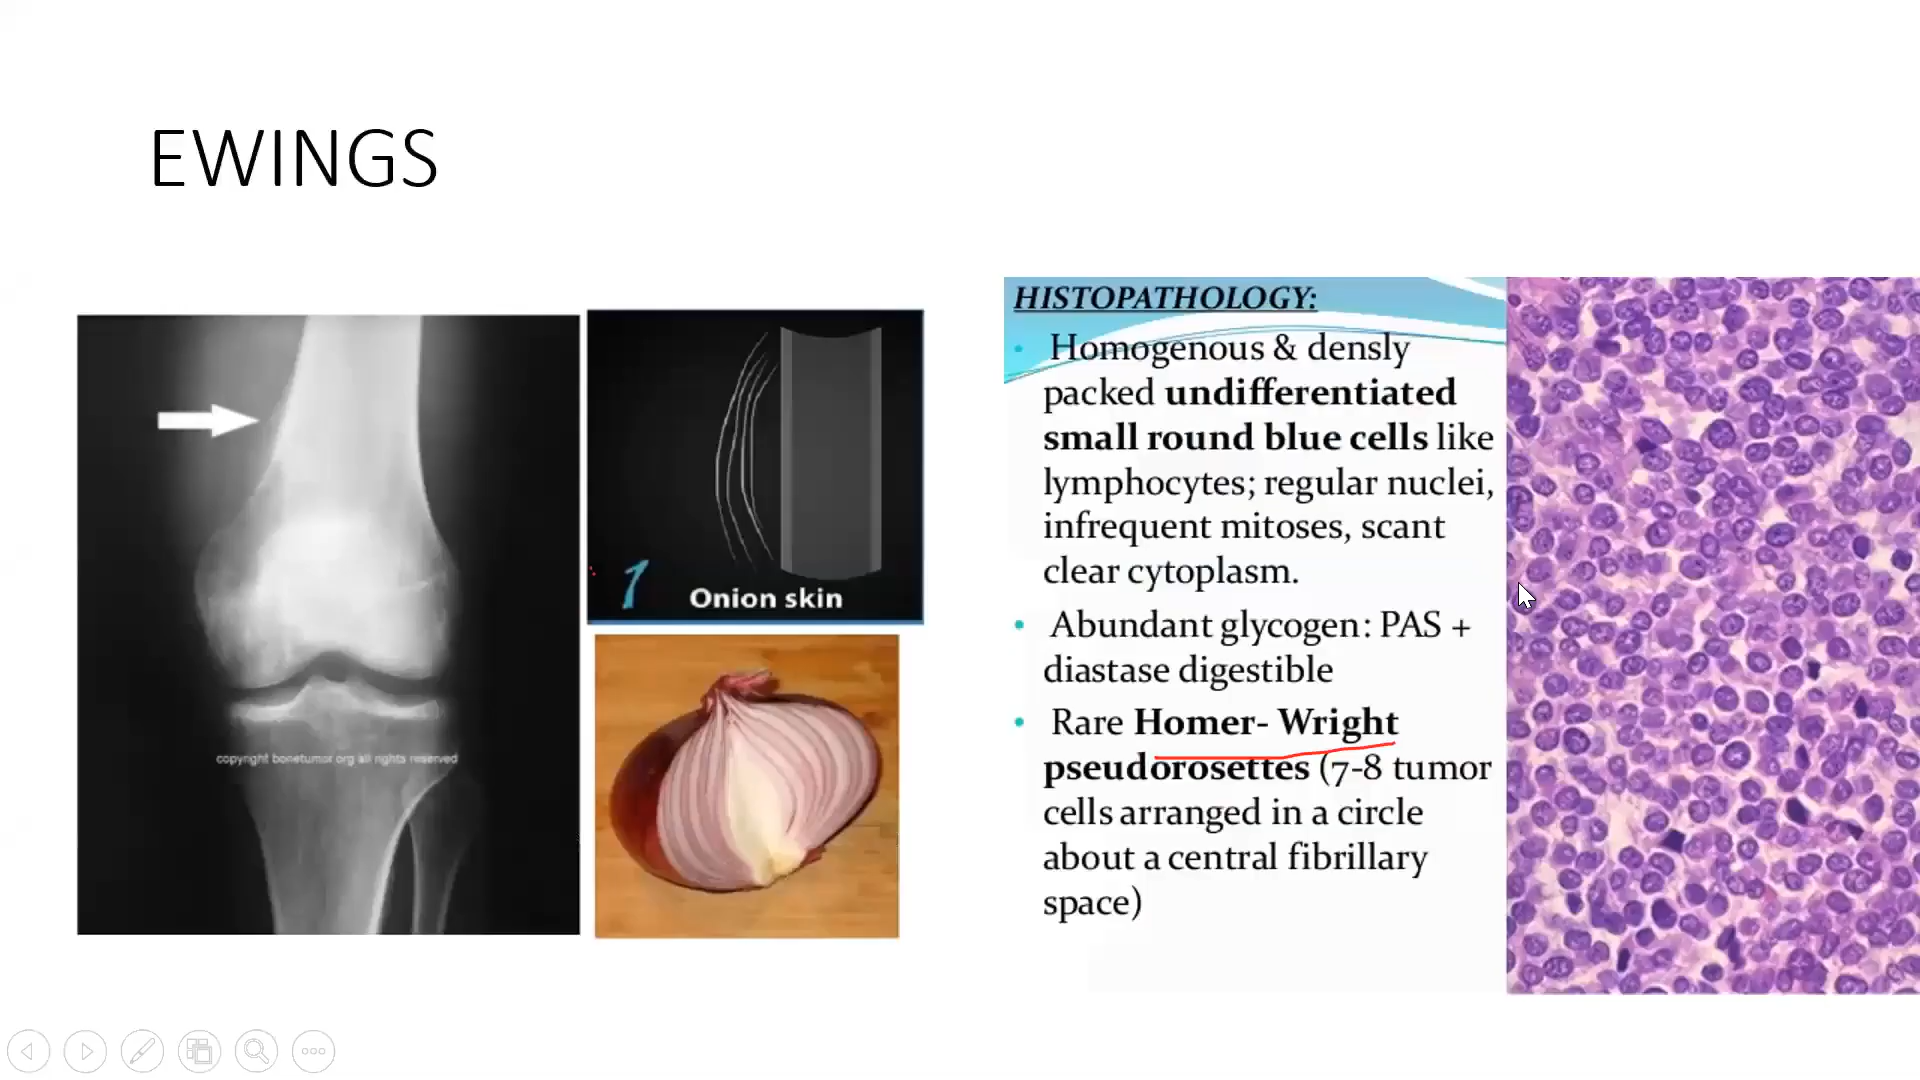 EWINGS
copyright bonetumor org all rights reserved
1
Onion skin
HISTOPATHOLOGY:
• Homogenous & densly
packed undifferentiated
small round blue cells like
lymphocytes; regular nuclei,
infrequent mitoses, scant
clear cytoplasm.
• Abundant glycogen: PAS +
diastase digestible
• Rare Homer- Wright
pseudorosettes (7-8 tumor
cells arranged in a circle
about a central fibrillary
space)